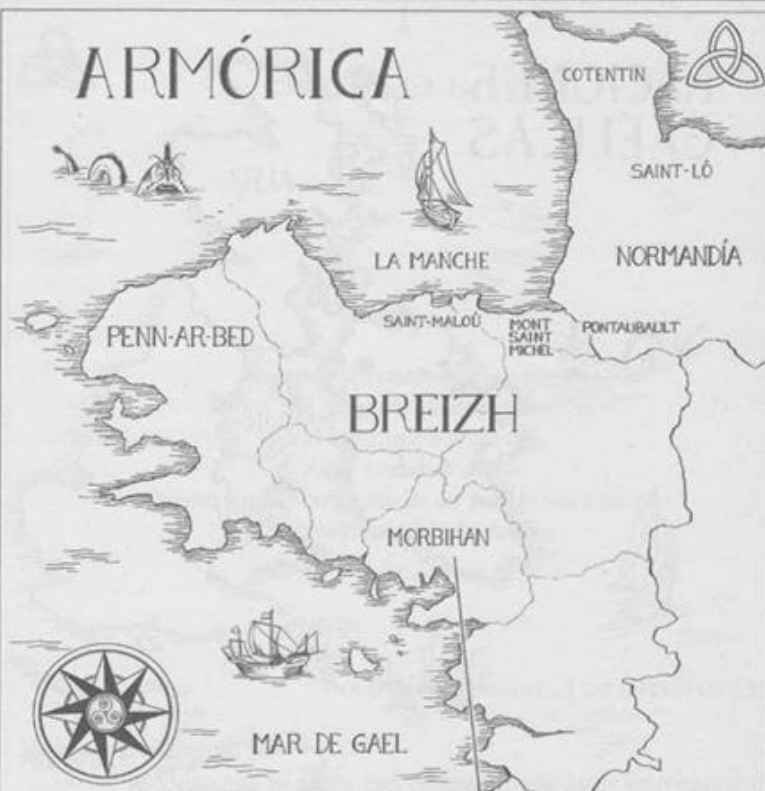 ARMÓRICA
COTENTIN
SAINT-LÔ
LA MANCHE
NORMANDÍA
PENN-AR-BED
SAINT-MALOÙ
MONT
SAINT
MICHEL
PONTAUBAULT
BREIZH
MORBIHAN
MAR DE GAEL